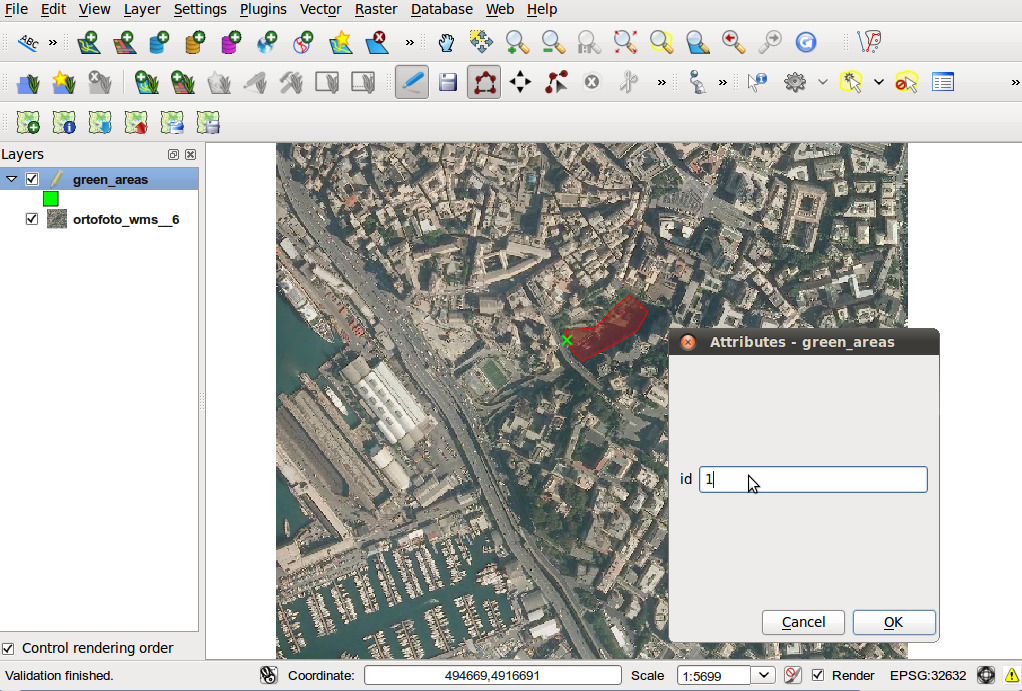 File Edit View Layer Settings Plugins Vector Raster Database Web Help
ABC » »
» » »
Layers
green_areas
ortofoto_wms__6
Attributes - green_areas
id 1
Cancel OK
Control rendering order
Validation finished. Coordinate: 494669,4916691 Scale 1:5699 Render EPSG:32632